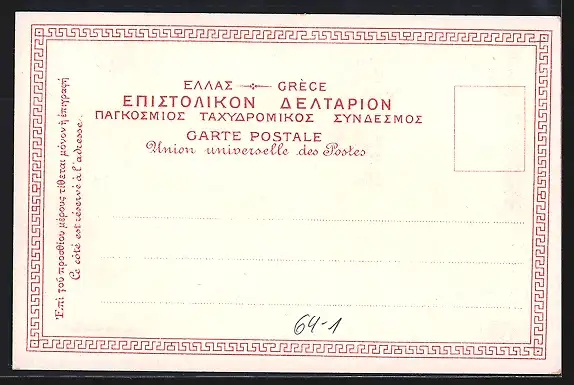 ΕΛΛΑΣ — GRÈCE
ΕΠΙΣΤΟΛΙΚΟΝ ΔΕΛΤΑΡΙΟΝ
ΠΑΓΚΟΣΜΙΟΣ ΤΑΧΥΔΡΟΜΙΚΟΣ ΣΥΝΔΕΣΜΟΣ
CARTE POSTALE
Union universelle des Postes
Ἐπὶ τοῦ προσθίου μέρους τίθεται μόνον ἡ ἐπιγραφή
Ce côté est réservé à l'adresse.
64-1